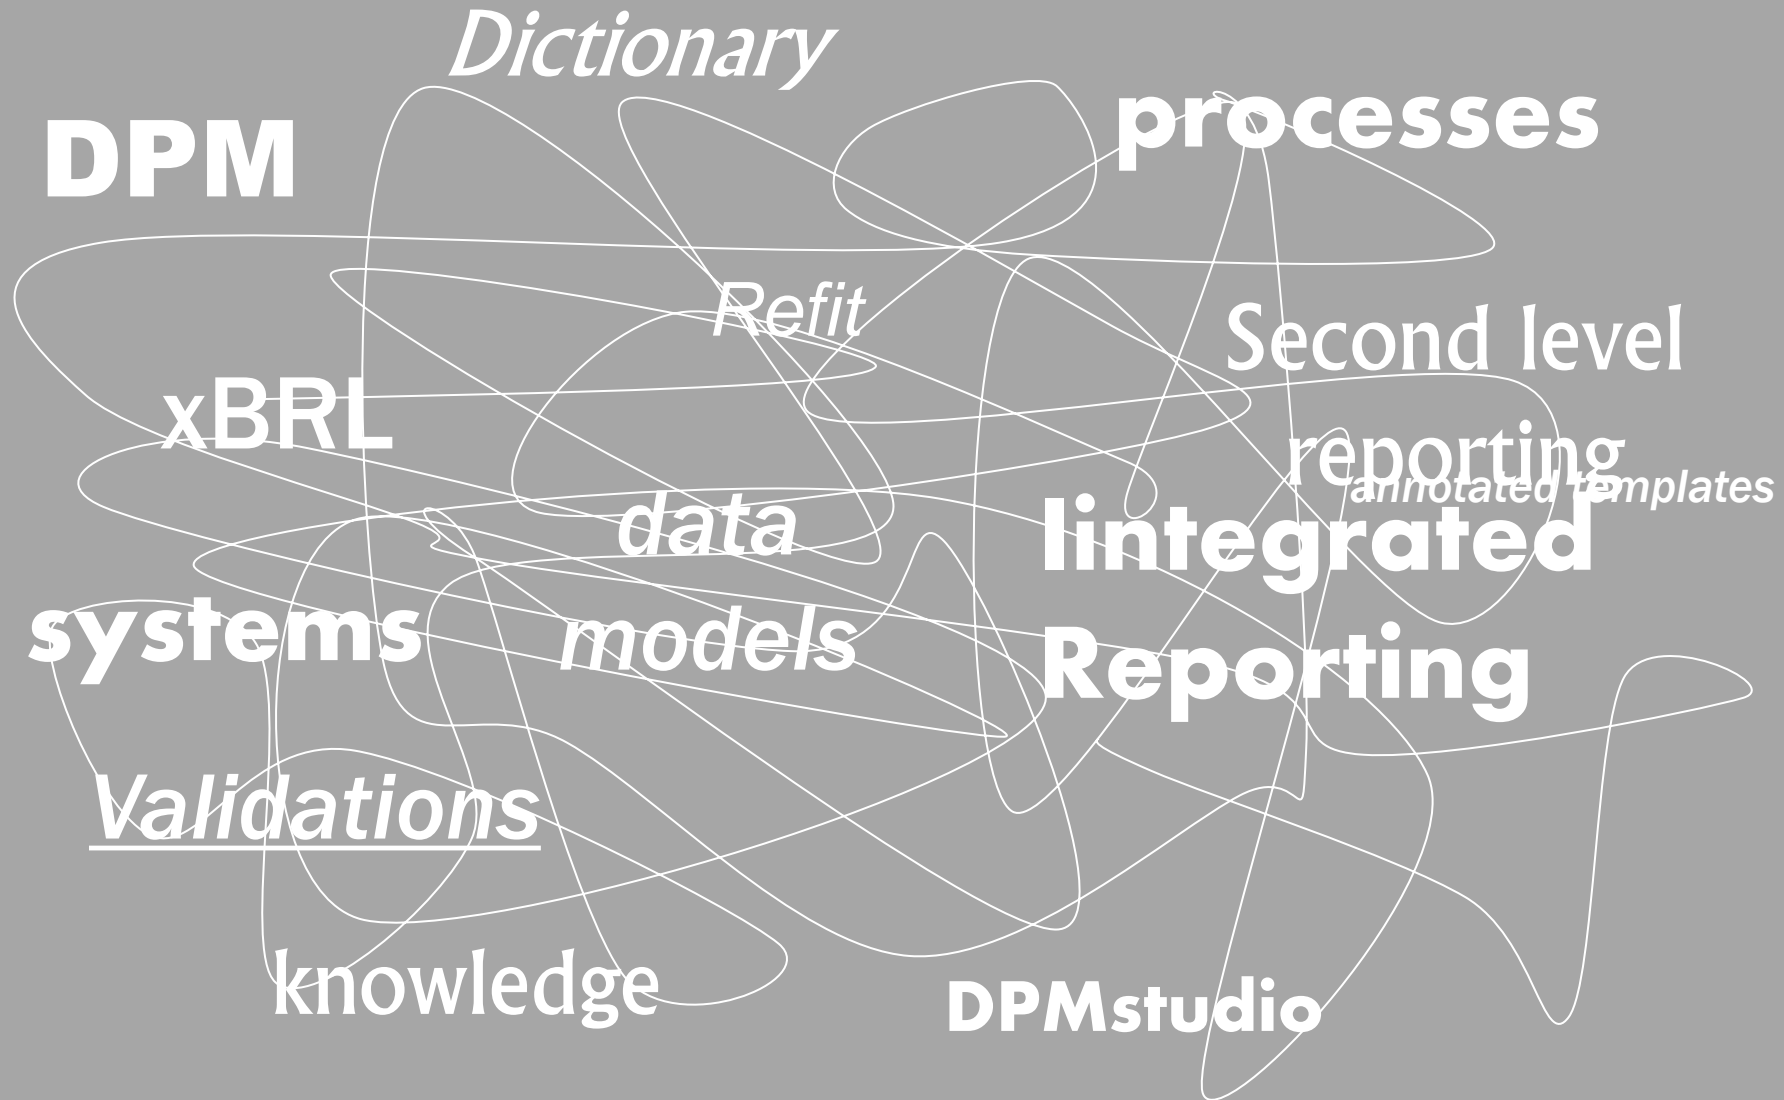 Dictionary
DPM
processes
Refit
Second level
reporting
annotated templates
xBRL
data
Iintegrated
systems
models
Reporting
Validations
knowledge
DPMstudio